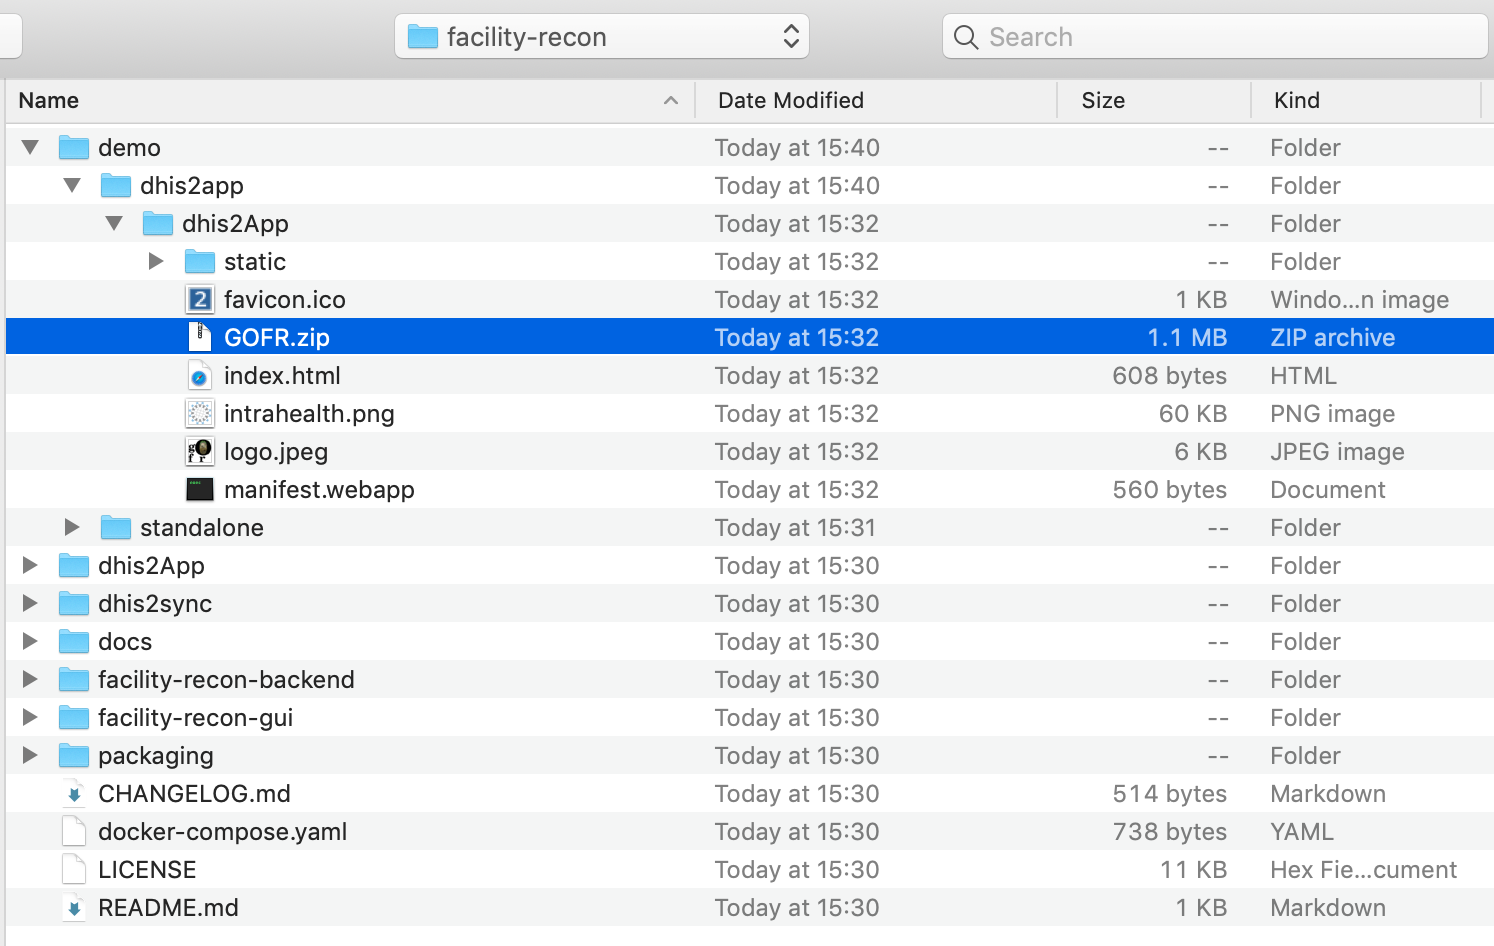 facility-recon
Search
Name Date Modified Size Kind
demo Today at 15:40 -- Folder
dhis2app Today at 15:40 -- Folder
dhis2App Today at 15:32 -- Folder
static Today at 15:32 -- Folder
favicon.ico Today at 15:32 1 KB Windo...n image
GOFR.zip Today at 15:32 1.1 MB ZIP archive
index.html Today at 15:32 608 bytes HTML
intrahealth.png Today at 15:32 60 KB PNG image
logo.jpeg Today at 15:32 6 KB JPEG image
manifest.webapp Today at 15:32 560 bytes Document
standalone Today at 15:31 -- Folder
dhis2App Today at 15:30 -- Folder
dhis2sync Today at 15:30 -- Folder
docs Today at 15:30 -- Folder
facility-recon-backend Today at 15:30 -- Folder
facility-recon-gui Today at 15:30 -- Folder
packaging Today at 15:30 -- Folder
CHANGELOG.md Today at 15:30 514 bytes Markdown
docker-compose.yaml Today at 15:30 738 bytes YAML
LICENSE Today at 15:30 11 KB Hex Fie...cument
README.md Today at 15:30 1 KB Markdown